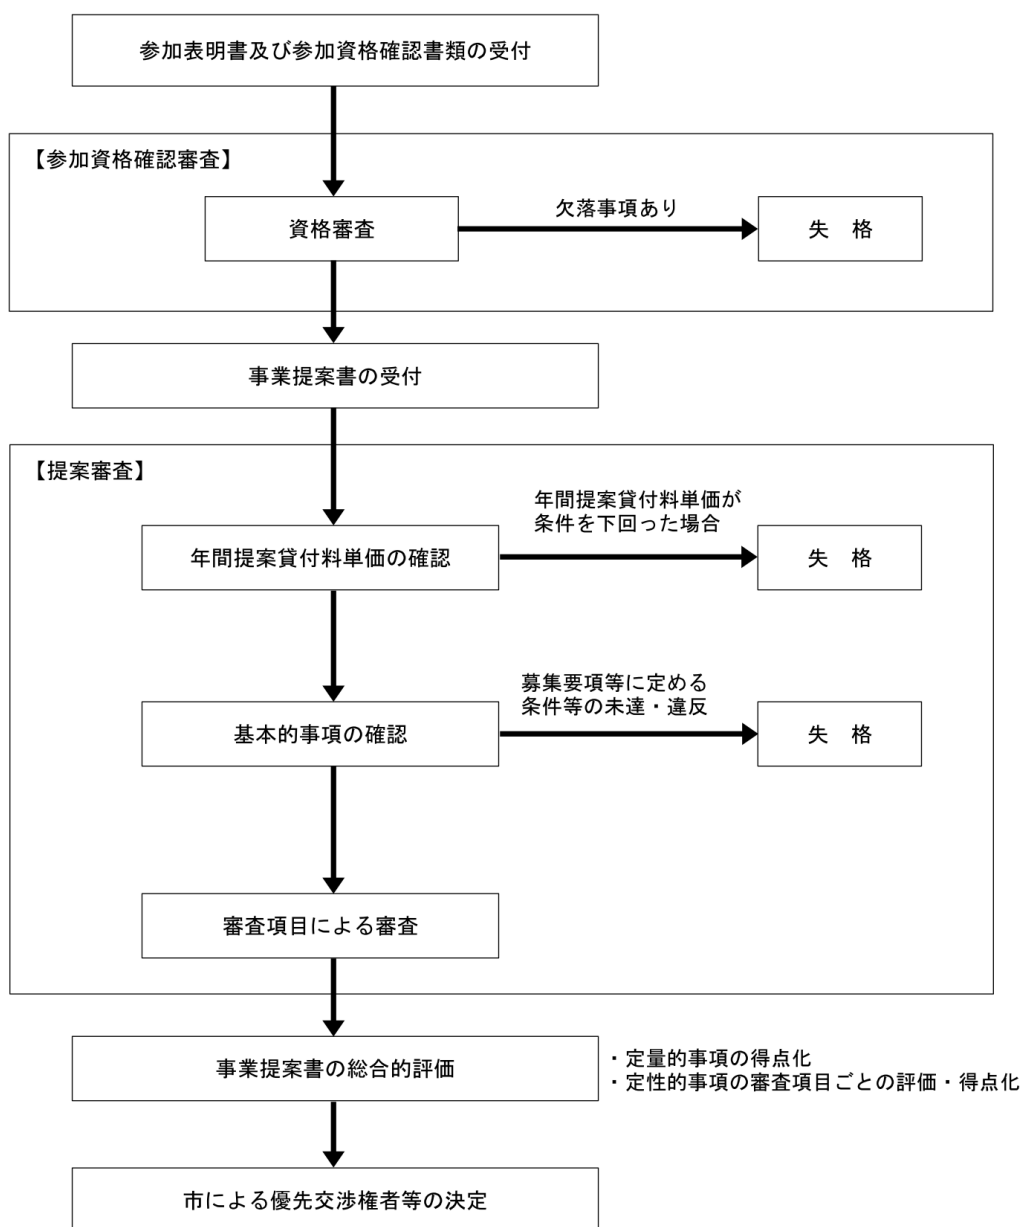 参加表明書及び参加資格確認書類の受付
【参加資格確認審査】
資格審査
欠落事項あり
失　格
事業提案書の受付
【提案審査】
年間提案貸付料単価の確認
年間提案貸付料単価が
条件を下回った場合
失　格
基本的事項の確認
募集要項等に定める
条件等の未達・違反
失　格
審査項目による審査
事業提案書の総合的評価
・定量的事項の得点化
・定性的事項の審査項目ごとの評価・得点化
市による優先交渉権者等の決定